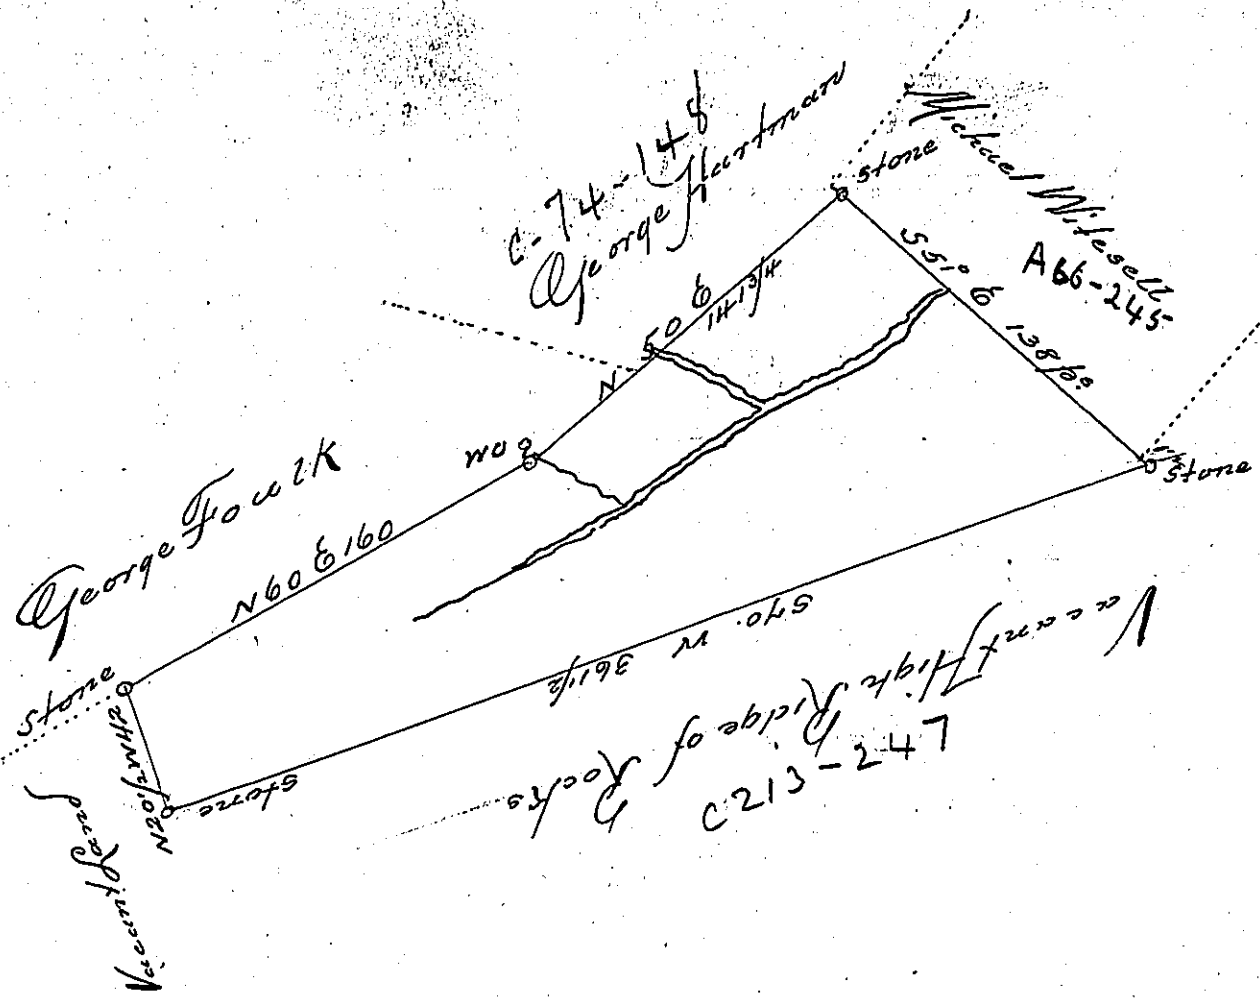 C-74-148
George Hartman
stone
Michael Witesell
A66-245
S 51° E 138 ps
stone
N 50 E 141 3/4
WO
George Foulk
N60 E 160
stone
N20 1/2 W 42
stone
S70. W 361 1/2
Vacant High Ridge of Rocks
C213-247
Vacant Land